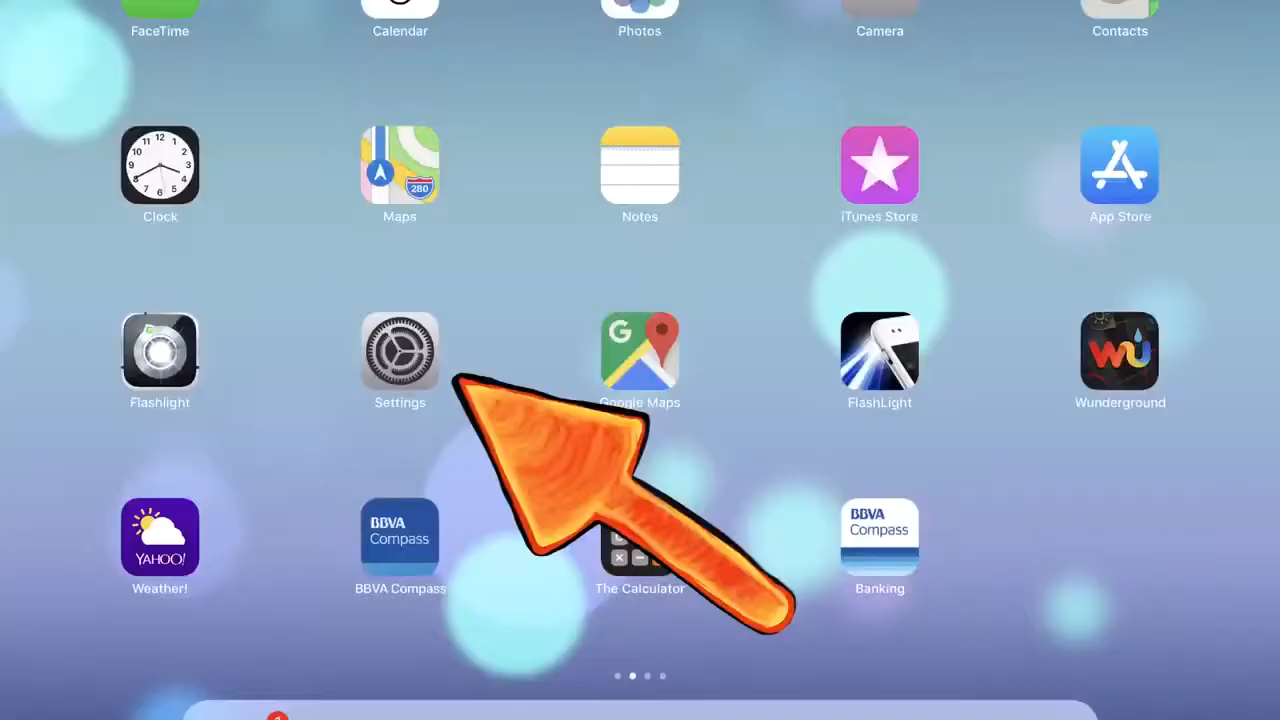 FaceTime
Calendar
Photos
Camera
Contacts
12
11 1
10 2
9 3
8 4
7 6 5
280
Clock
Maps
Notes
iTunes Store
App Store
G
WU
Flashlight
Settings
Google Maps
FlashLight
Wunderground
YAHOO!
BBVA
Compass
BBVA
Compass
Weather!
BBVA Compass
The Calculator
Banking